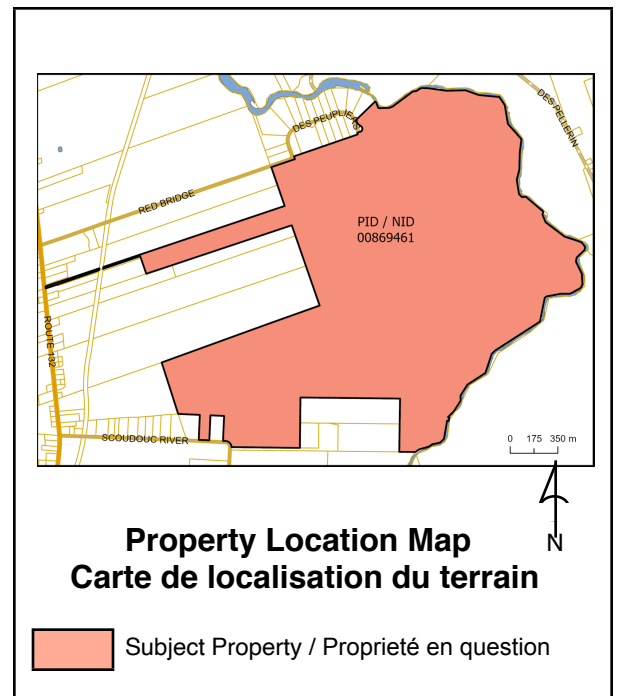 DES PEUPLIERS
DES PELLERIN
RED BRIDGE
PID / NID
00869461
ROUTE 132
SCOUDOUC RIVER
0 175 350 m
N
Property Location Map
Carte de localisation du terrain
Subject Property / Proprieté en question